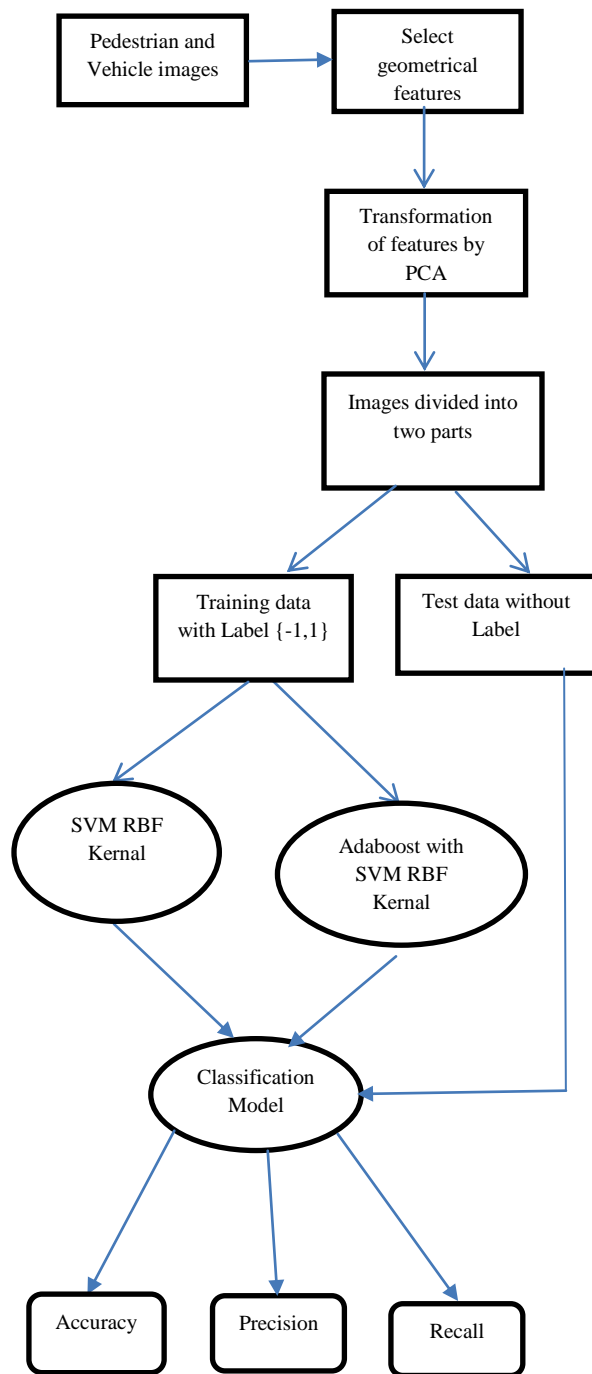 Pedestrian and
Vehicle images
Select
geometrical
features
Transformation
of features by
PCA
Images divided into
two parts
Training data
with Label {-1,1}
Test data without
Label
SVM RBF
Kernal
Adaboost with
SVM RBF
Kernal
Classification
Model
Accuracy
Precision
Recall